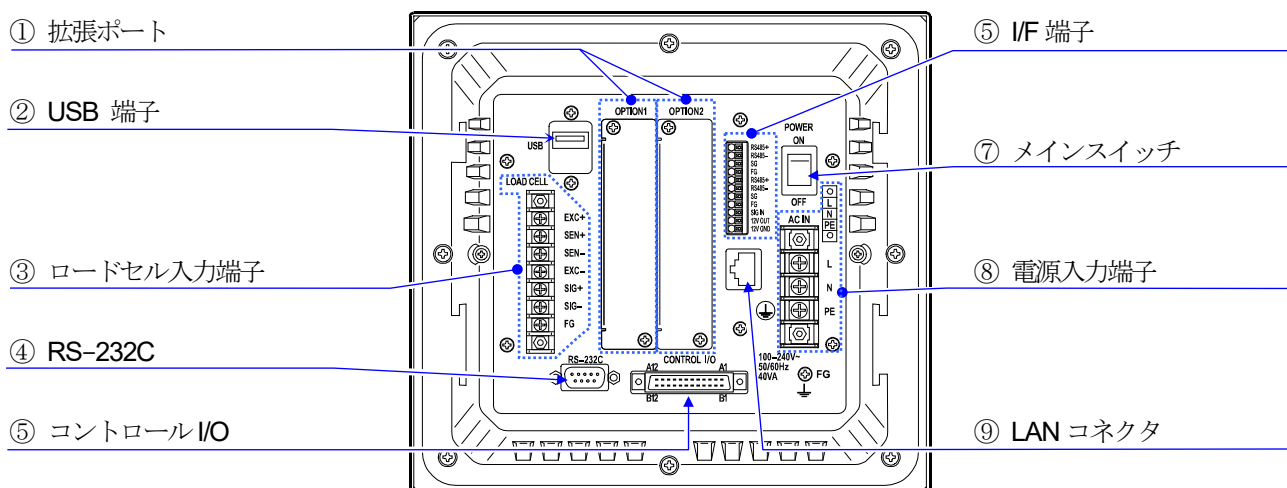 ① 拡張ポート
② USB 端子
③ ロードセル入力端子
④ RS−232C
⑤ コントロールI/O
⑤ I/F 端子
⑦ メインスイッチ
⑧ 電源入力端子
⑨ LAN コネクタ
OPTION1
OPTION2
USB
LOAD CELL
EXC+
SEN+
SEN−
EXC−
SIG+
SIG−
FG
RS−232C
CONTROL I/O
A12
A1
B12
B1
RS485+
RS485−
SG
FG
RS485+
RS485−
SG
FG
SIG IN
12V OUT
12V GND
POWER
ON
OFF
L
N
PE
AC IN
L
N
PE
100−240V~
50/60Hz
40VA
FG